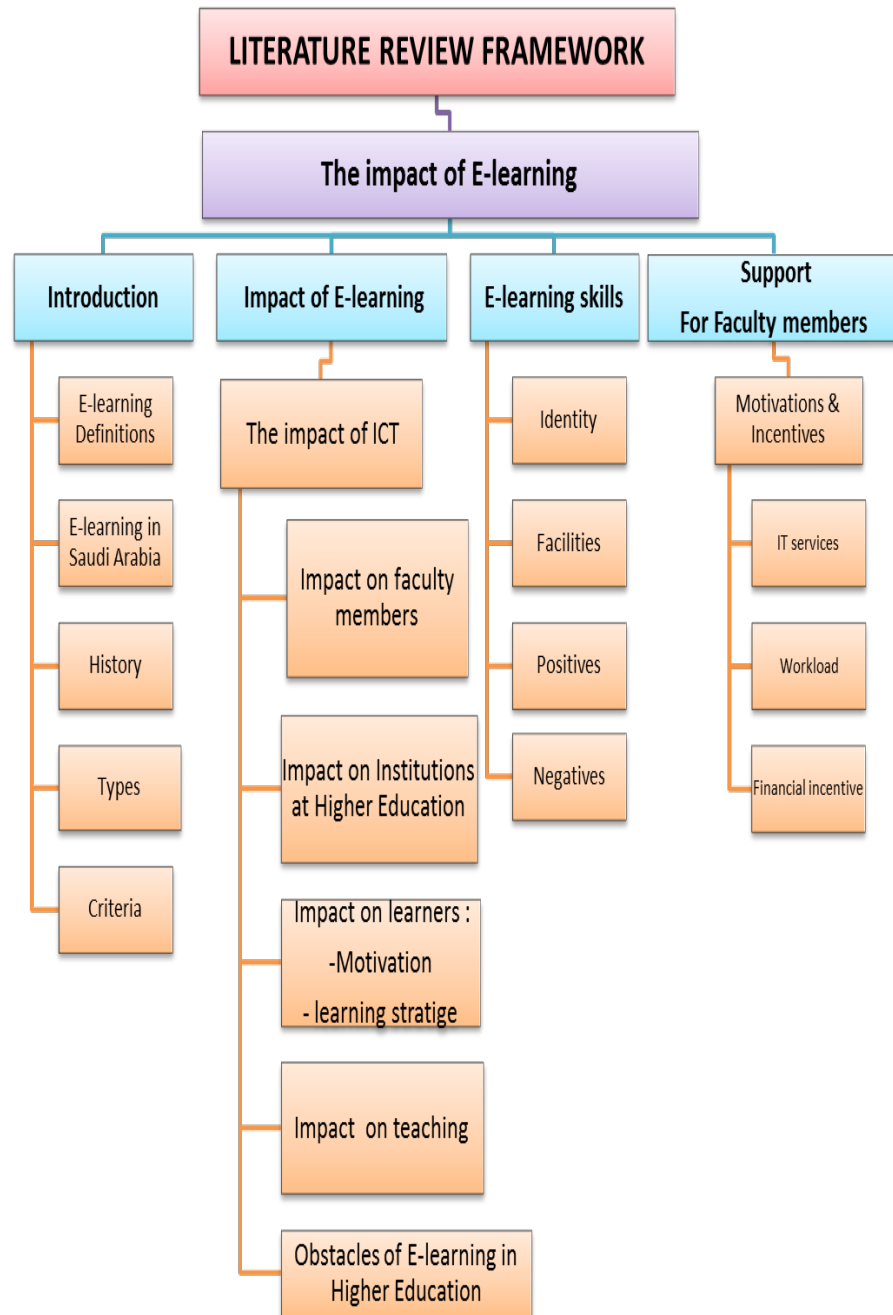 LITERATURE REVIEW FRAMEWORK
The impact of E-learning
Introduction
E-learning
Definitions
E-learning in
Saudi Arabia
History
Types
Criteria
Impact of E-learning
The impact of ICT
Impact on faculty
members
Impact on Institutions
at Higher Education
Impact on learners :
-Motivation
- learning stratige
Impact on teaching
Obstacles of E-learning in
Higher Education
E-learning skills
Identity
Facilities
Positives
Negatives
Support
For Faculty members
Motivations &
Incentives
IT services
Workload
Financial incentive